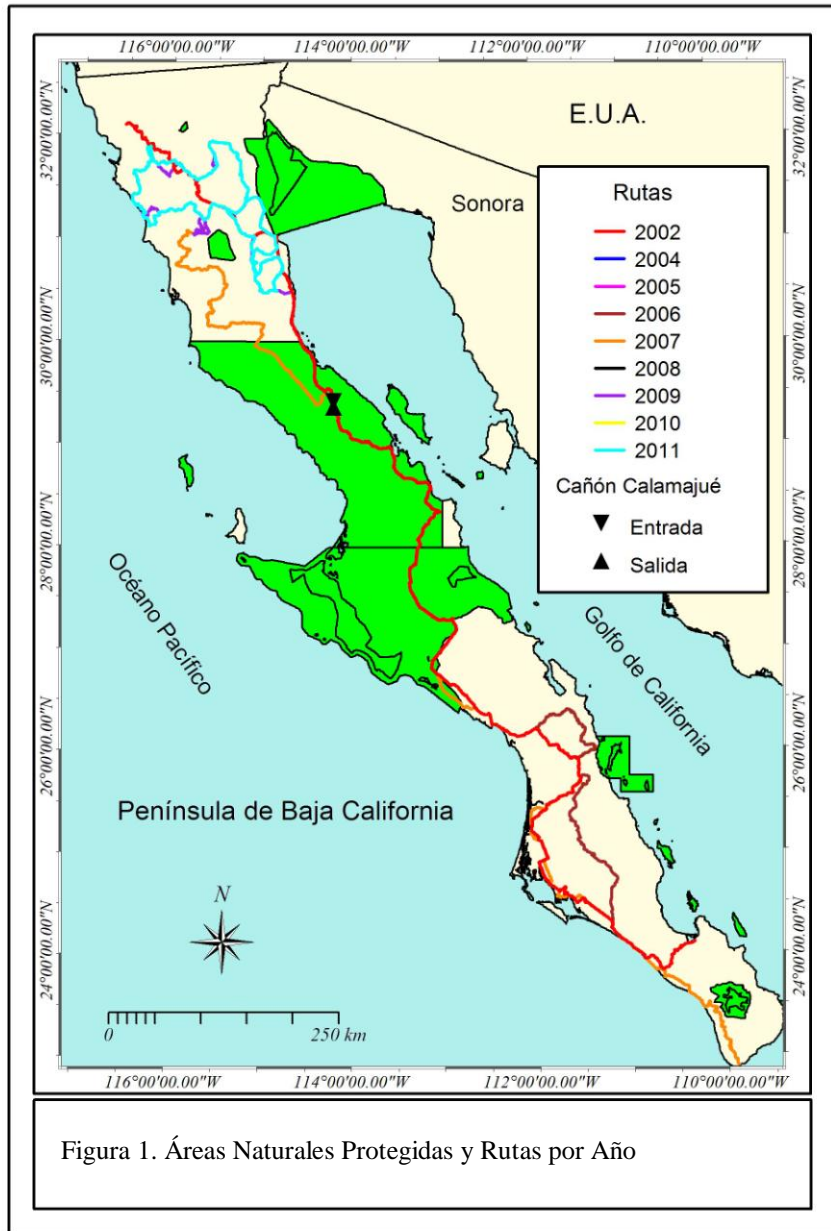 116°00'00.00"W 114°00'00.00"W 112°00'00.00"W 110°00'00.00"W
32°00'00.00"N
30°00'00.00"N
28°00'00.00"N
26°00'00.00"N
24°00'00.00"N
E.U.A.
Sonora
Rutas
2002
2004
2005
2006
2007
2008
2009
2010
2011
Cañón Calamajué
Entrada
Salida
Océano Pacífico
Golfo de California
Península de Baja California
N
0 250 km
32°00'00.00"N
30°00'00.00"N
28°00'00.00"N
26°00'00.00"N
24°00'00.00"N
116°00'00.00"W 114°00'00.00"W 112°00'00.00"W 110°00'00.00"W
Figura 1. Áreas Naturales Protegidas y Rutas por Año